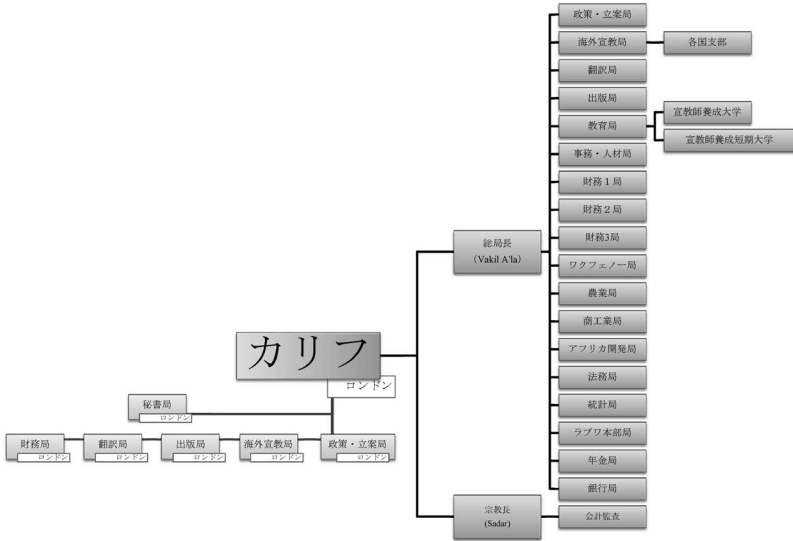 政策・立案局
海外宣教局
各国支部
翻訳局
出版局
教育局
宣教師養成大学
宣教師養成短期大学
事務・人材局
財務1局
財務2局
財務3局
総局長
(Vakil A'la)
ワクフェノー局
農業局
商工業局
アフリカ開発局
法務局
統計局
ラブワ本部局
年金局
銀行局
宗教長
(Sadar)
会計監査
カリフ
ロンドン
秘書局
ロンドン
財務局
ロンドン
翻訳局
ロンドン
出版局
ロンドン
海外宣教局
ロンドン
政策・立案局
ロンドン